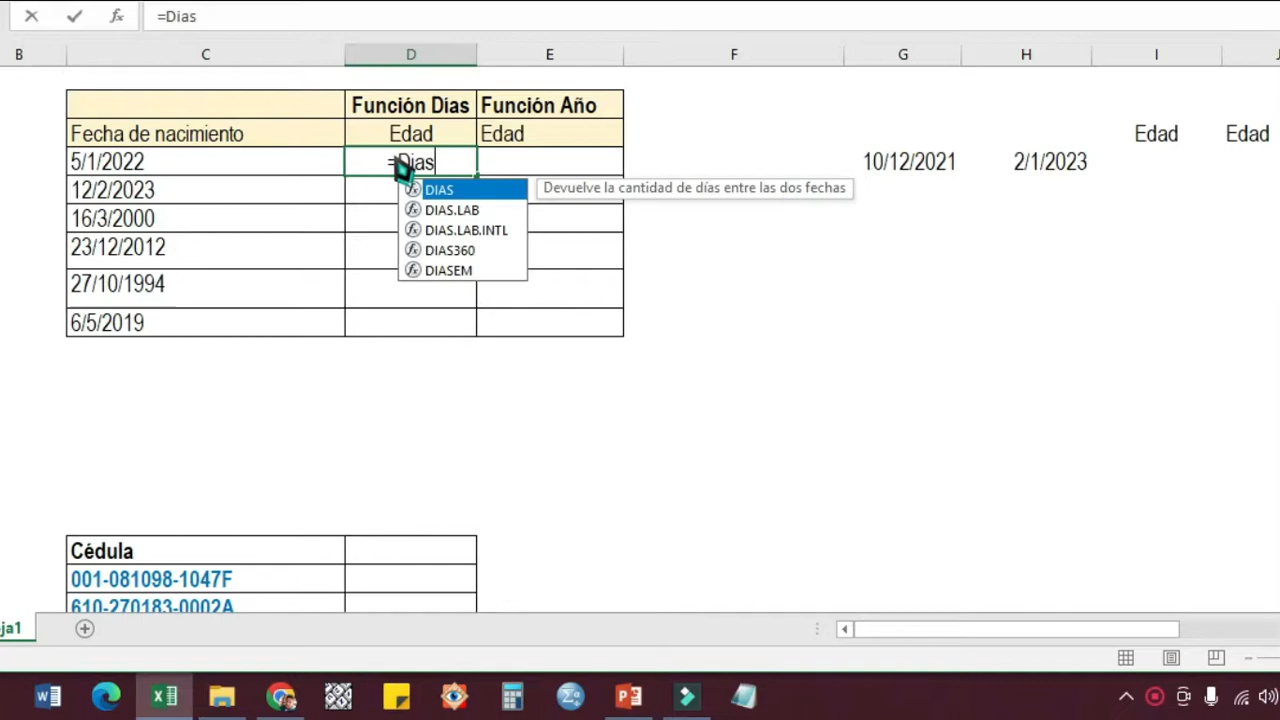 =Dias
B C D E F G H I J
Función Días Función Año
Fecha de nacimiento Edad Edad Edad Edad
5/1/2022 =Dias 10/12/2021 2/1/2023
12/2/2023 DIAS Devuelve la cantidad de días entre las dos fechas
16/3/2000 DIAS.LAB
DIAS.LAB.INTL
23/12/2012 DIAS360
DIASEM
27/10/1994
6/5/2019
Cédula
001-081098-1047F
610-270183-0002A
ja1